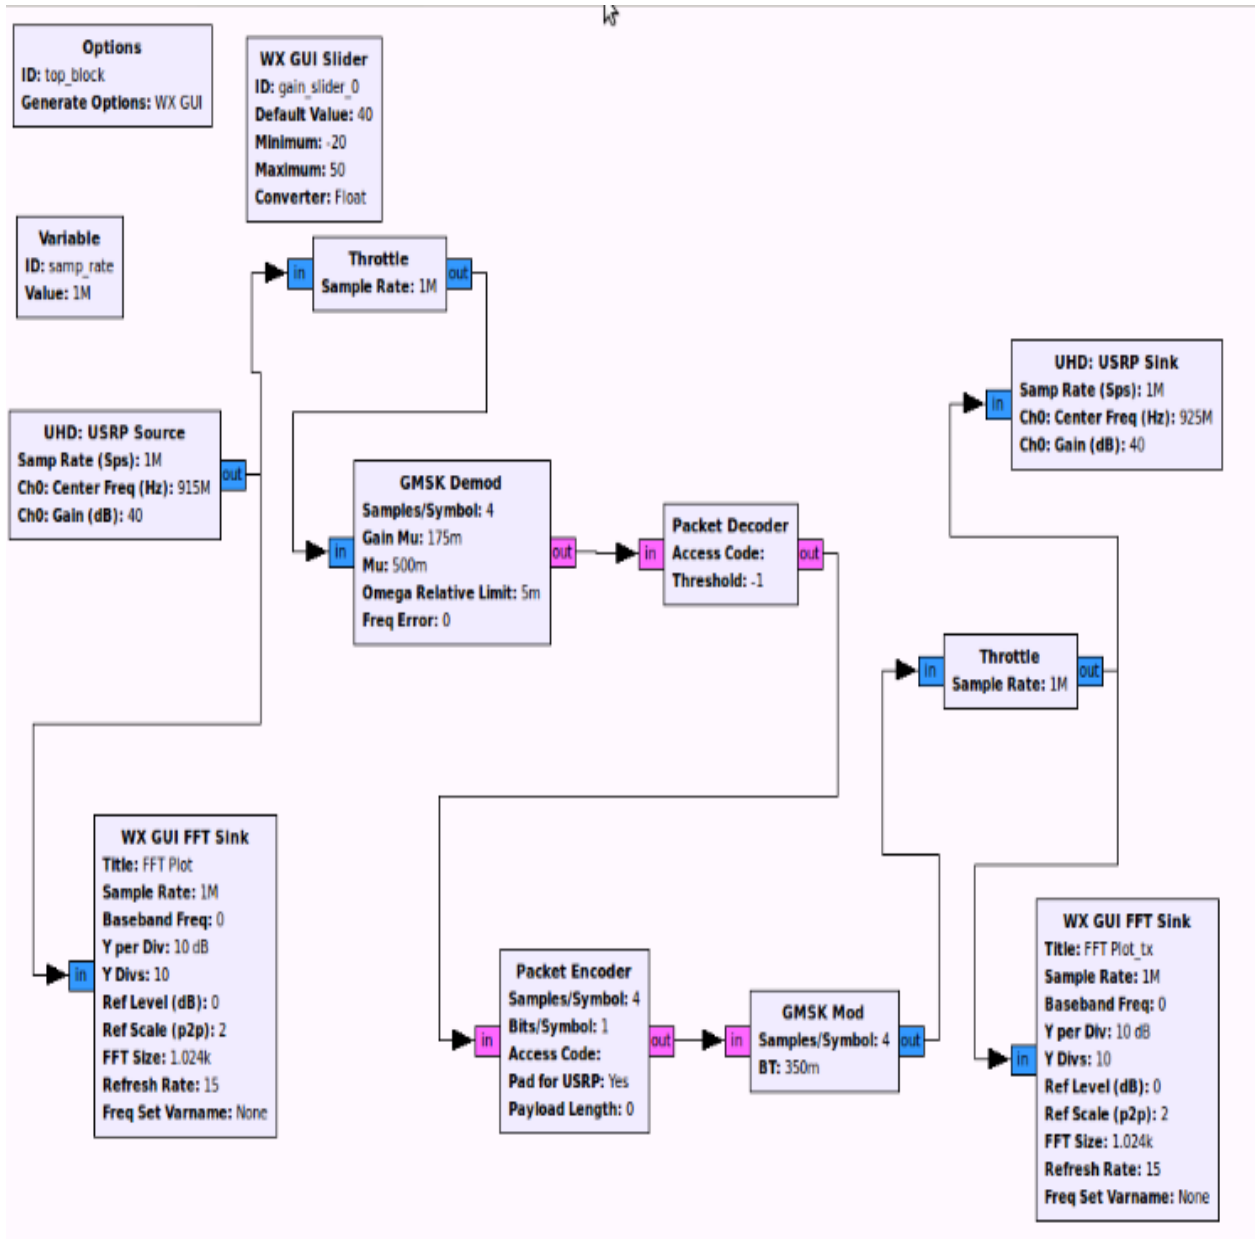 Options
ID: top_block
Generate Options: WX GUI
WX GUI Slider
ID: gain_slider_0
Default Value: 40
Minimum: -20
Maximum: 50
Converter: Float
Variable
ID: samp_rate
Value: 1M
in
Throttle
Sample Rate: 1M
out
UHD: USRP Source
Samp Rate (Sps): 1M
Ch0: Center Freq (Hz): 915M
Ch0: Gain (dB): 40
out
in
GMSK Demod
Samples/Symbol: 4
Gain Mu: 175m
Mu: 500m
Omega Relative Limit: 5m
Freq Error: 0
out
in
Packet Decoder
Access Code:
Threshold: -1
out
in
UHD: USRP Sink
Samp Rate (Sps): 1M
Ch0: Center Freq (Hz): 925M
Ch0: Gain (dB): 40
in
Throttle
Sample Rate: 1M
out
in
WX GUI FFT Sink
Title: FFT Plot
Sample Rate: 1M
Baseband Freq: 0
Y per Div: 10 dB
Y Divs: 10
Ref Level (dB): 0
Ref Scale (p2p): 2
FFT Size: 1.024k
Refresh Rate: 15
Freq Set Varname: None
in
Packet Encoder
Samples/Symbol: 4
Bits/Symbol: 1
Access Code:
Pad for USRP: Yes
Payload Length: 0
out
in
GMSK Mod
Samples/Symbol: 4
BT: 350m
out
in
WX GUI FFT Sink
Title: FFT Plot_tx
Sample Rate: 1M
Baseband Freq: 0
Y per Div: 10 dB
Y Divs: 10
Ref Level (dB): 0
Ref Scale (p2p): 2
FFT Size: 1.024k
Refresh Rate: 15
Freq Set Varname: None